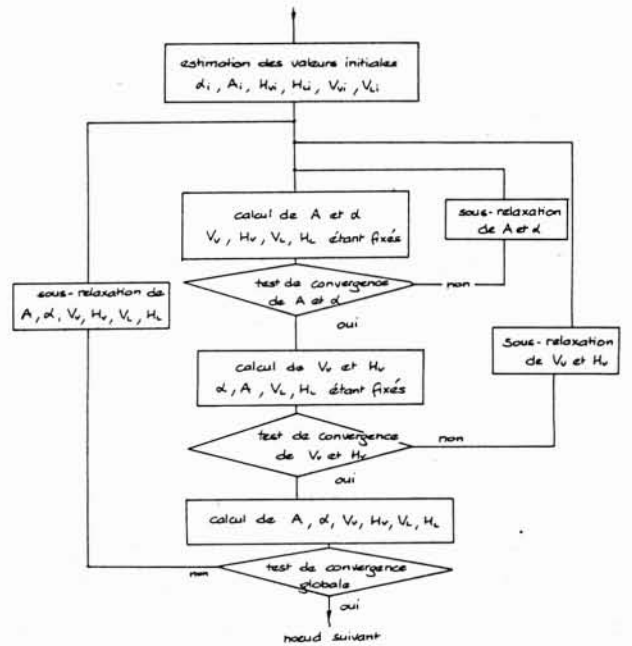 estimation des valeurs initiales
αi , Ai , Hvi , HLi , Vvi , VLi
calcul de A et α
Vv , Hv , VL , HL étant fixés
sous-relaxation
de A et α
test de convergence
de A et α
non
oui
sous-relaxation de
A, α, Vv, Hv, VL, HL
calcul de Vv et Hv
α, A, VL, HL étant fixés
sous-relaxation
de Vv et Hv
test de convergence
de Vv et Hv
non
oui
calcul de A, α, Vv, Hv, VL, HL
test de convergence
globale
non
oui
noeud suivant